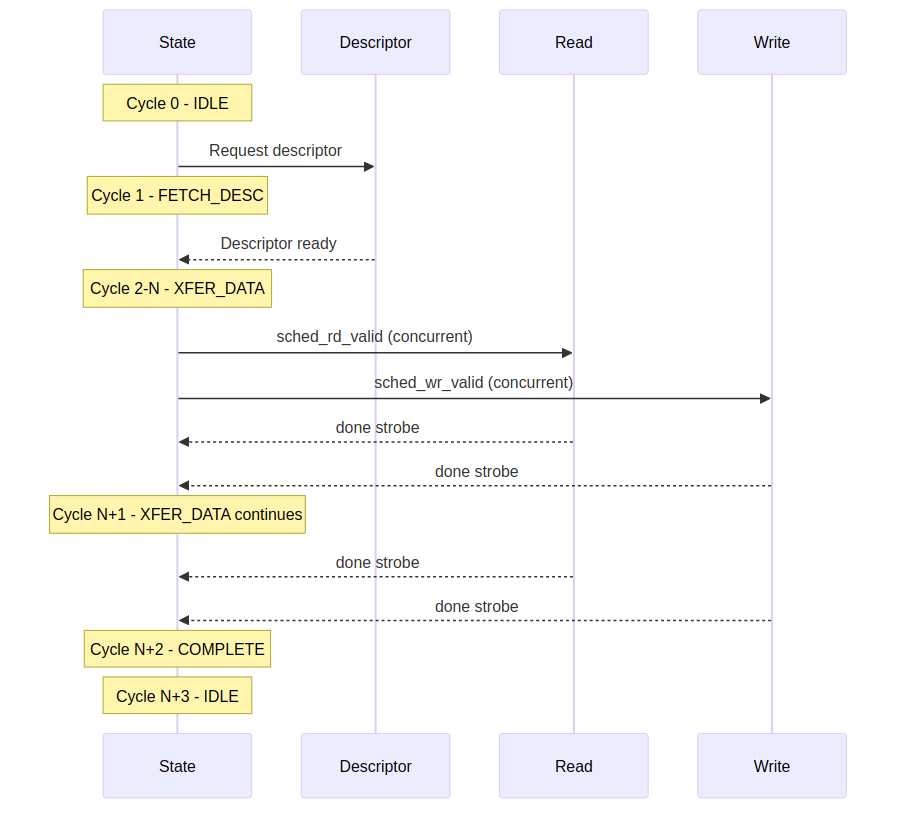 State
Descriptor
Read
Write
Cycle 0 - IDLE
Request descriptor
Cycle 1 - FETCH_DESC
Descriptor ready
Cycle 2-N - XFER_DATA
sched_rd_valid (concurrent)
sched_wr_valid (concurrent)
done strobe
done strobe
Cycle N+1 - XFER_DATA continues
done strobe
done strobe
Cycle N+2 - COMPLETE
Cycle N+3 - IDLE
State
Descriptor
Read
Write